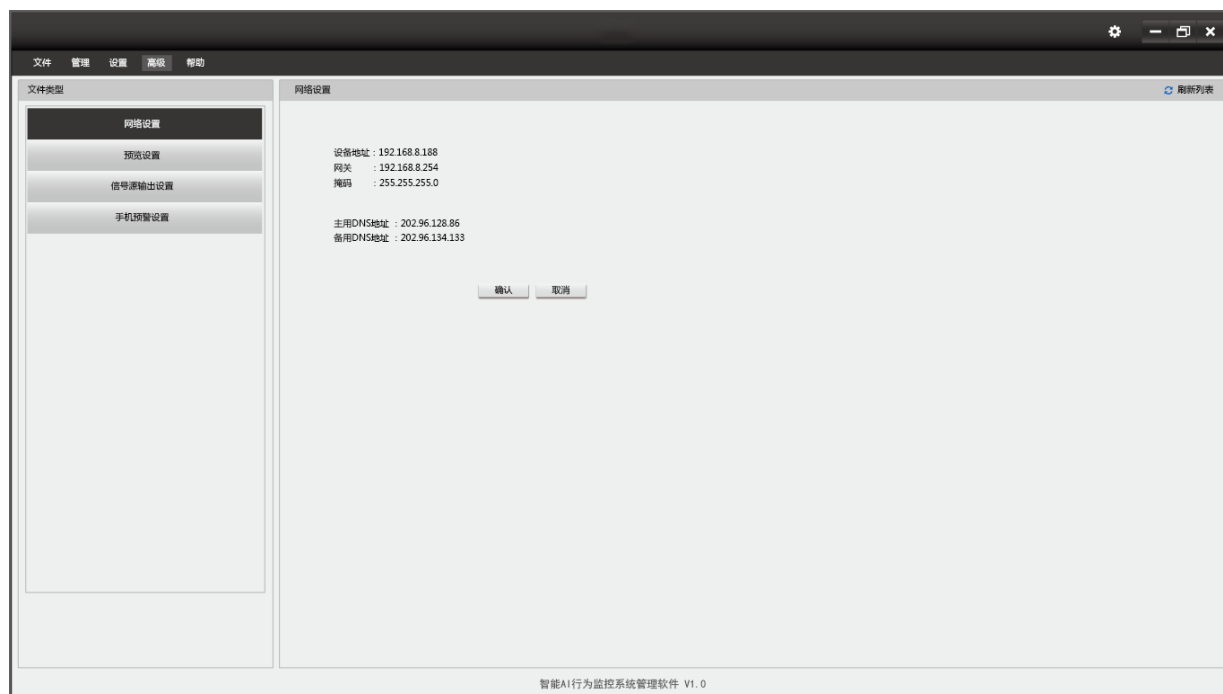 文件 管理 设置 高级 帮助
文件类型
网络设置
预览设置
信号源输出设置
手机预警设置
网络设置
刷新列表
设备地址：192.168.8.188
网关 ：192.168.8.254
掩码 ：255.255.255.0
主用DNS地址 ：202.96.128.86
备用DNS地址 ：202.96.134.133
确认 取消
智能AI行为监控系统管理软件 V1.0